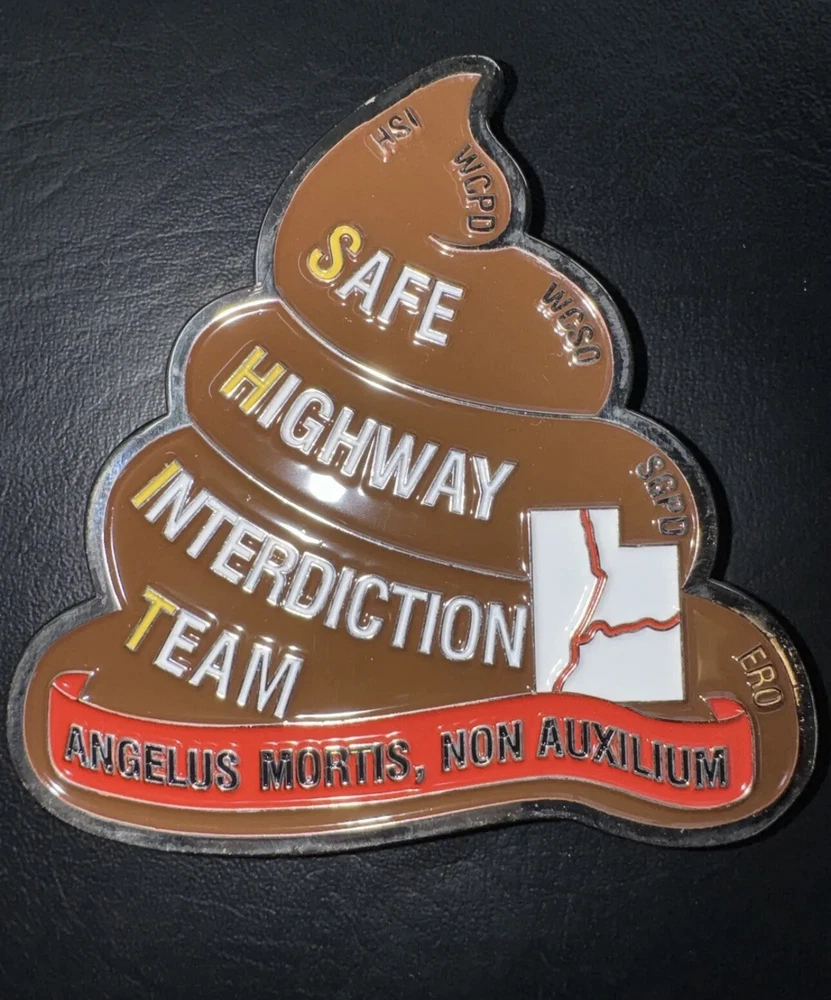 HSI
WCPD
SAFE
WCSO
HIGHWAY
SGPD
INTERDICTION
TEAM
ERO
ANGELUS MORTIS, NON AUXILIUM